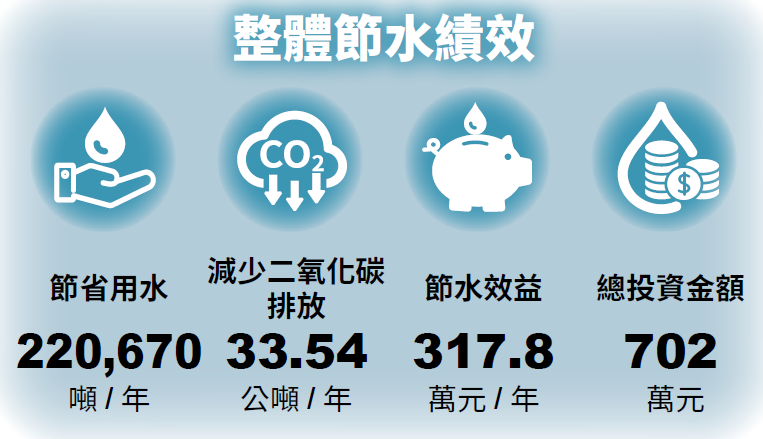 整體節水績效
CO2
$
節省用水
220,670
噸 / 年
減少二氧化碳
排放
33.54
公噸 / 年
節水效益
317.8
萬元 / 年
總投資金額
702
萬元